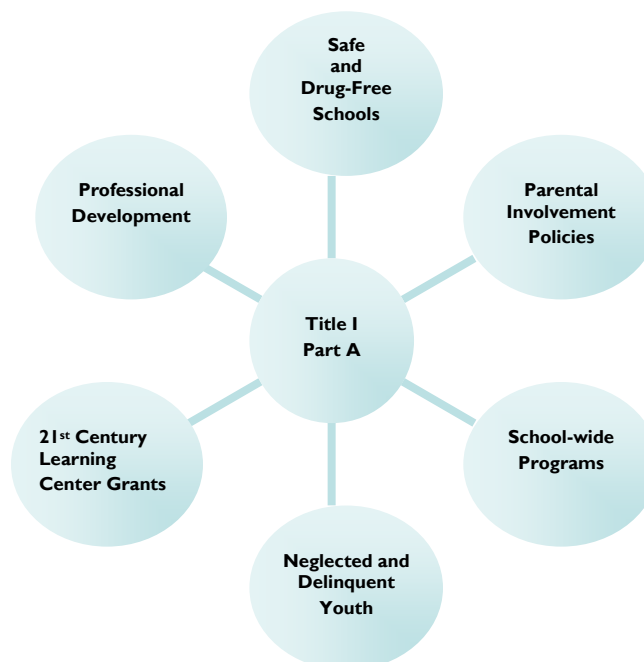 Safe
and
Drug-Free
Schools
Professional
Development
Parental
Involvement
Policies
Title I
Part A
21st Century
Learning
Center Grants
School-wide
Programs
Neglected and
Delinquent
Youth